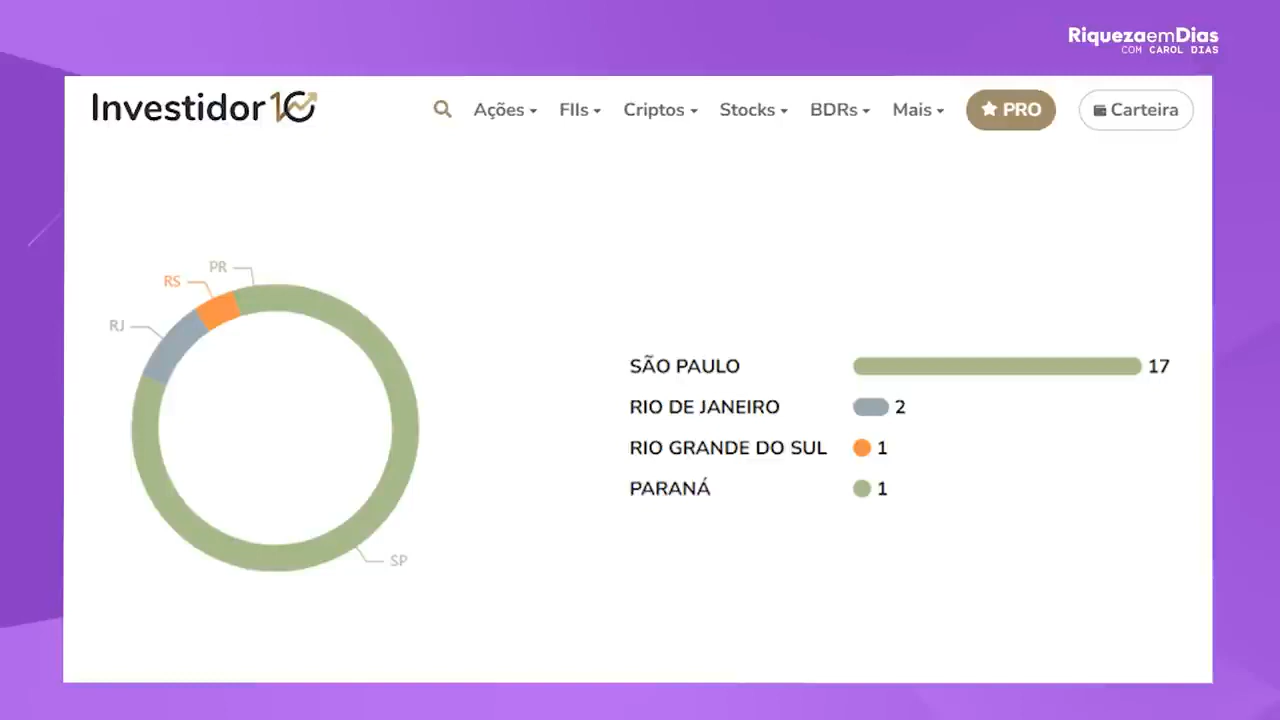 RiquezaemDias
COM CAROL DIAS
Investidor10
Ações
FIIs
Criptos
Stocks
BDRs
Mais
PRO
Carteira
PR
RS
RJ
SP
SÃO PAULO 17
RIO DE JANEIRO 2
RIO GRANDE DO SUL 1
PARANÁ 1